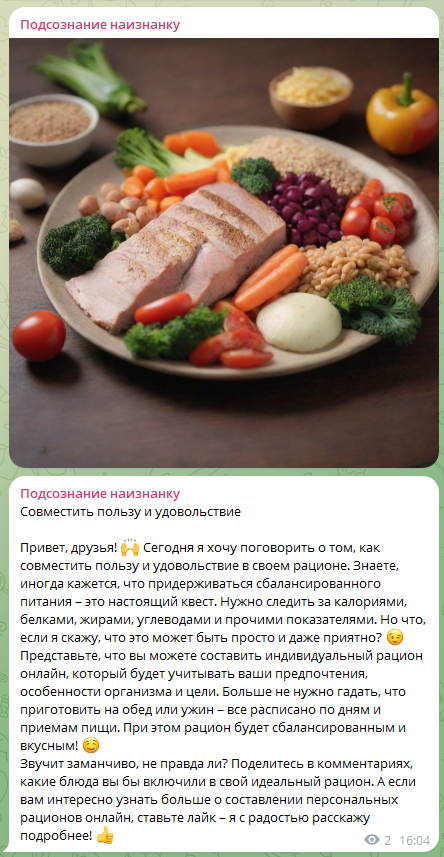 Подсознание наизнанку
Подсознание наизнанку
Совместить пользу и удовольствие
Привет, друзья! 🙌 Сегодня я хочу поговорить о том, как
совместить пользу и удовольствие в своем рационе. Знаете,
иногда кажется, что придерживаться сбалансированного
питания – это настоящий квест. Нужно следить за калориями,
белками, жирами, углеводами и прочими показателями. Но что,
если я скажу, что это может быть просто и даже приятно? 😉
Представьте, что вы можете составить индивидуальный рацион
онлайн, который будет учитывать ваши предпочтения,
особенности организма и цели. Больше не нужно гадать, что
приготовить на обед или ужин – все расписано по дням и
приемам пищи. При этом рацион будет сбалансированным и
вкусным! 😋
Звучит заманчиво, не правда ли? Поделитесь в комментариях,
какие блюда вы бы включили в свой идеальный рацион. А если
вам интересно узнать больше о составлении персональных
рационов онлайн, ставьте лайк – я с радостью расскажу
подробнее! 👍
2 16:04